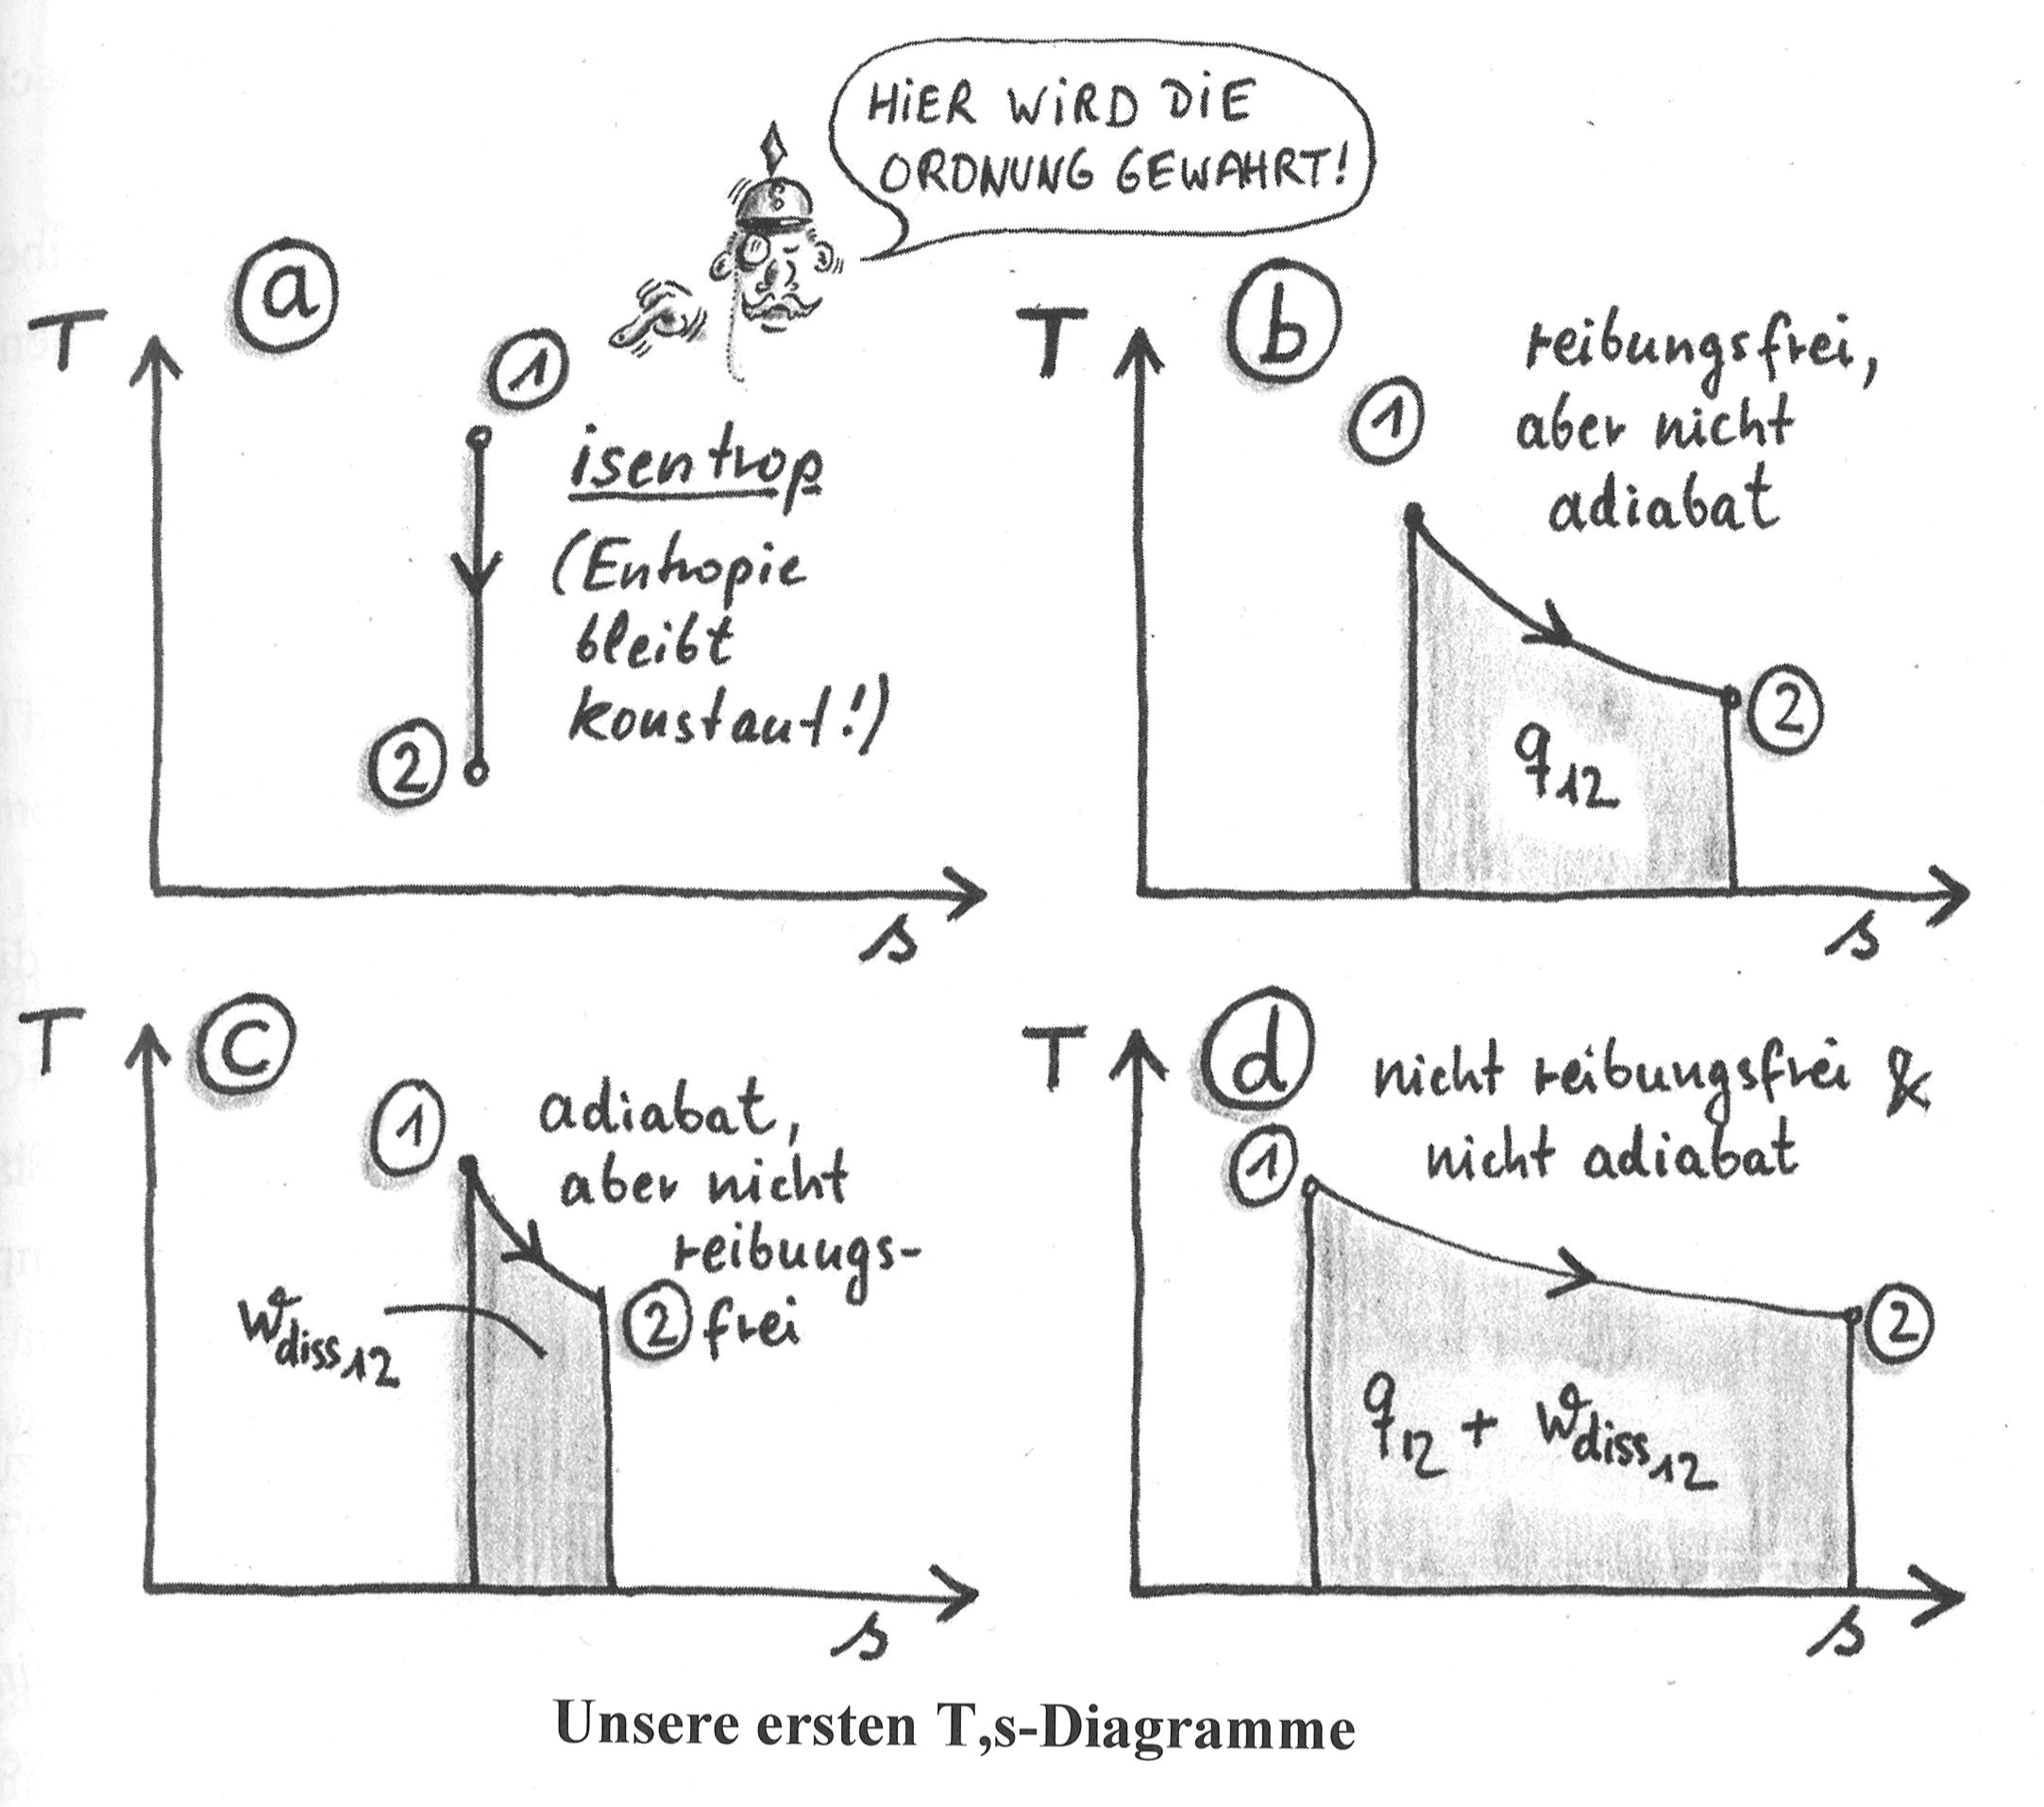 HiER WiRD DiE
ORDNUNG GEWAHRT!
a
T
1
isentrop
(Entropie
bleibt
konstant!)
2
s
b
T
1
reibungsfrei,
aber nicht
adiabat
2
q12
s
c
T
1
adiabat,
aber nicht
reibungs-
2 frei
Wdiss12
s
d
T
nicht reibungsfrei &
nicht adiabat
1
2
q12 + Wdiss12
s
Unsere ersten T,s-Diagramme